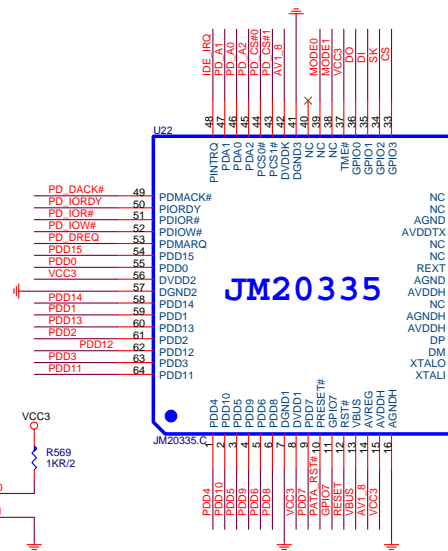 IDE_IRQ
PD_A1
PD_A0
PD_A2
PD_CS#0
PD_CS#1
AV1_8
MODE0
MODE1
VCC3
DO
DI
SK
CS
48
47
46
45
44
43
42
41
40
39
38
37
36
35
34
33
U22
PINTRQ
PDA1
PDA0
PDA2
PCS0#
PCS1#
DVDDK
DGND3
NC
NC
NC
TME#
GPIO0
GPIO1
GPIO2
GPIO3
PD_DACK# 49 PDMACK#
PD_IORDY 50 PIORDY
PD_IOR# 51 PDIOR#
PD_IOW# 52 PDIOW#
PD_DREQ 53 PDMARQ
PDD15 54 PDD15
PDD0 55 PDD0
VCC3 56 DVDD2
57 DGND2
PDD14 58 PDD14
PDD1 59 PDD1
PDD13 60 PDD13
PDD2 61 PDD2
PDD12 62 PDD12
PDD3 63 PDD3
PDD11 64 PDD11
JM20335
NC
NC
AGND
AVDDTX
NC
NC
REXT
AGND
AVDDH
NC
AGNDH
AVDDH
DP
DM
XTALO
XTALI
PDD4
PDD10
PDD5
PDD9
PDD6
PDD8
DGND1
DVDD1
PDD7
PRESET#
GPIO7
RST#
VBUS
AVREG
AVDDH
AGNDH
JM20335.C
1
2
3
4
5
6
7
8
9
10
11
12
13
14
15
16
PDD4
PDD10
PDD5
PDD9
PDD6
PDD8
VCC3
PDD7
PATA_RST#
GPIO7
RESET
VBUS
AV1_8
VCC3
VCC3
R569
1KR/2